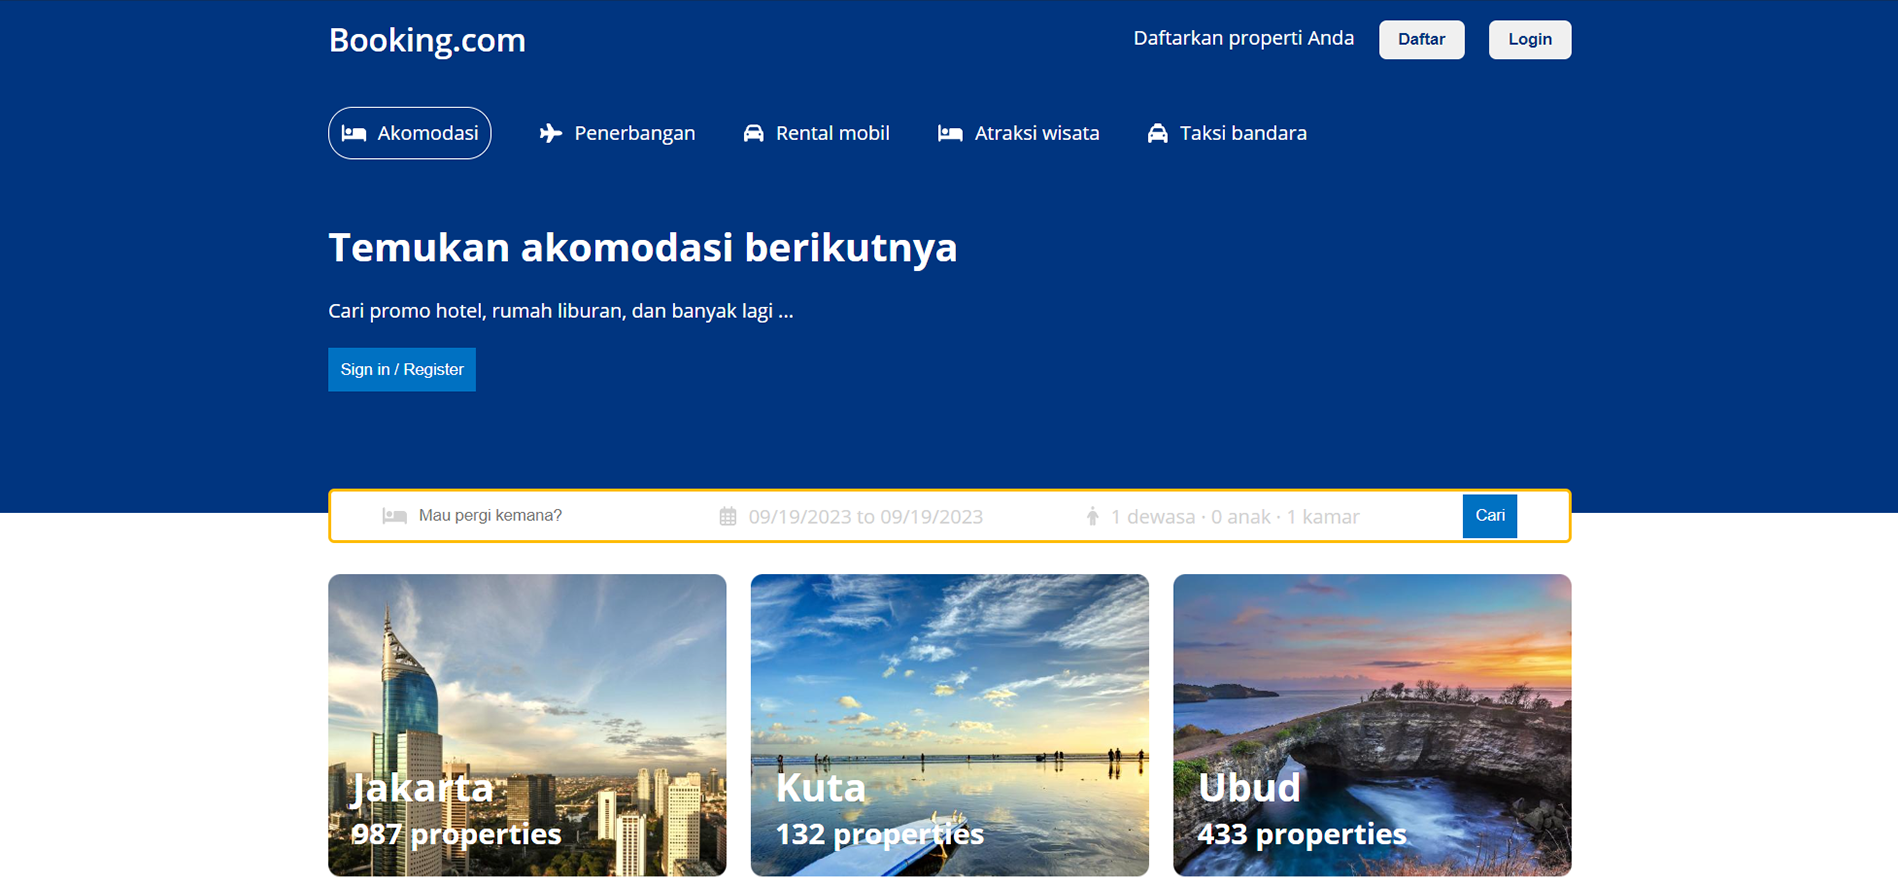 Booking.com
Daftarkan properti Anda
Daftar
Login
Akomodasi
Penerbangan
Rental mobil
Atraksi wisata
Taksi bandara
Temukan akomodasi berikutnya
Cari promo hotel, rumah liburan, dan banyak lagi ...
Sign in / Register
Mau pergi kemana?
09/19/2023 to 09/19/2023
1 dewasa · 0 anak · 1 kamar
Cari
Jakarta
987 properties
Kuta
132 properties
Ubud
433 properties